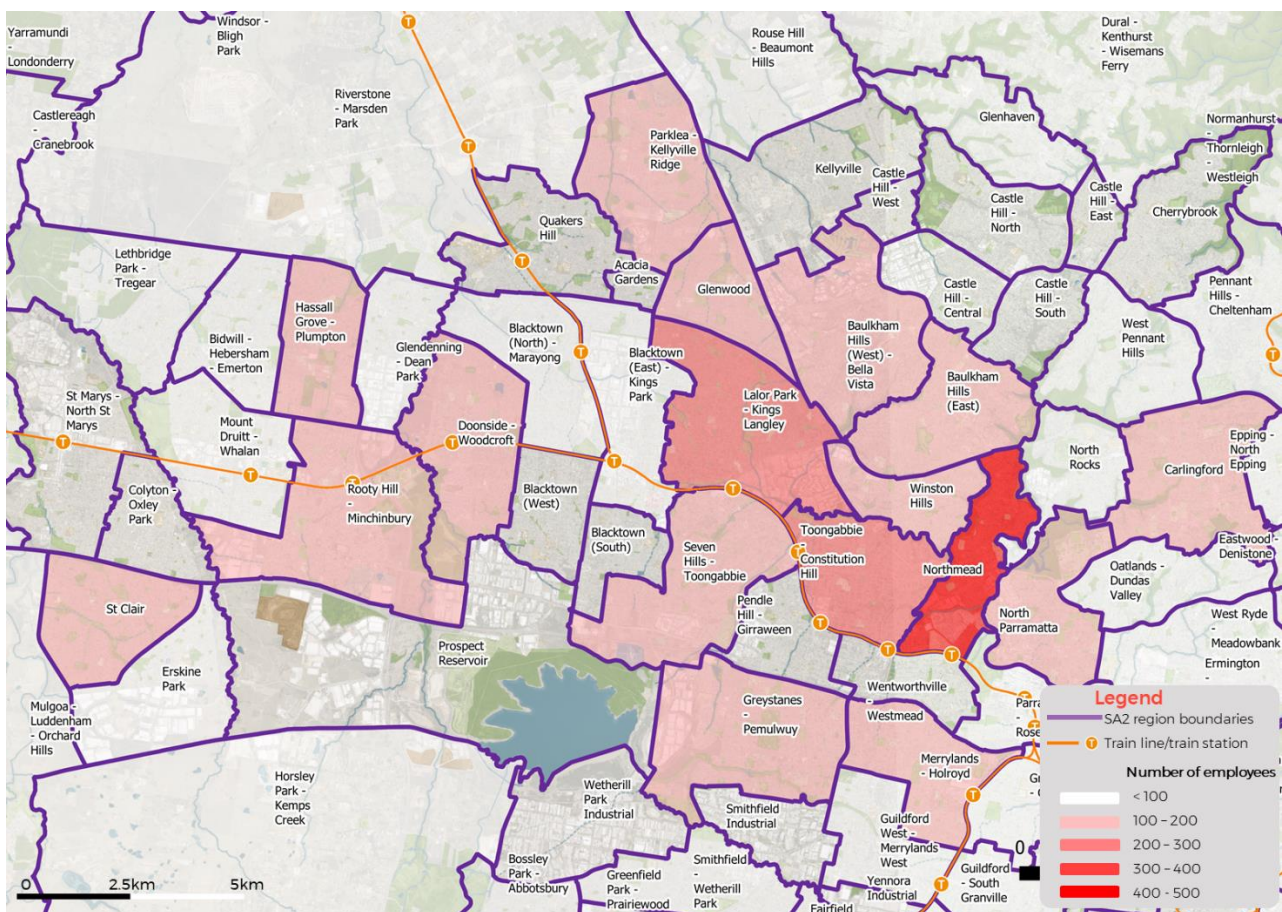 Yarramundi
-
Londonderry
Windsor -
Bligh
Park
Rouse Hill -
Beaumont
Hills
Dural -
Kenthurst
- Wisemans
Ferry
Riverstone
- Marsden
Park
Castlereagh
-
Cranebrook
Glenhaven
Normanhurst
-
Thornleigh -
Westleigh
Parklea -
Kellyville
Ridge
Kellyville
Castle
Hill -
West
Castle
Hill -
North
Castle
Hill -
East
Cherrybrook
Quakers
Hill
Lethbridge
Park -
Tregear
Acacia
Gardens
Glenwood
Castle
Hill -
Central
Castle
Hill -
South
Pennant
Hills -
Cheltenham
Hassall
Grove -
Plumpton
Bidwill -
Hebersham
- Emerton
Glendenning
- Dean
Park
Blacktown
(North) -
Marayong
Blacktown
(East) -
Kings
Park
Baulkham
Hills
(West) -
Bella
Vista
West
Pennant
Hills
Baulkham
Hills
(East)
St Marys -
North St
Marys
Mount
Druitt -
Whalan
Doonside -
Woodcroft
Lalor Park
- Kings
Langley
North
Rocks
Carlingford
Epping -
North
Epping
Colyton -
Oxley
Park
Rooty Hill
- Minchinbury
Blacktown
(West)
Winston
Hills
Blacktown
(South)
Seven
Hills -
Toongabbie
Toongabbie
-
Constitution
Hill
Northmead
Eastwood -
Denistone
Oatlands -
Dundas
Valley
St Clair
Pendle
Hill -
Girraween
North
Parramatta
West Ryde
-
Meadowbank
Ermington
-
Erskine
Park
Prospect
Reservoir
Wentworthville
- Westmead
Mulgoa -
Luddenham
- Orchard
Hills
Greystanes
-
Pemulwuy
Merrylands
- Holroyd
Horsley
Park -
Kemps
Creek
Wetherill
Park
Industrial
Smithfield
Industrial
Guildford
West -
Merrylands
West
Yennora
Industrial
Guildford
- South
Granville
Bossley
Park -
Abbotsbury
Greenfield
Park -
Prairiewood
Smithfield
-
Wetherill
Park
Fairfield
Legend
SA2 region boundaries
T Train line/train station
Number of employees
< 100
100 – 200
200 – 300
300 – 400
400 – 500
0 2.5km 5km
0